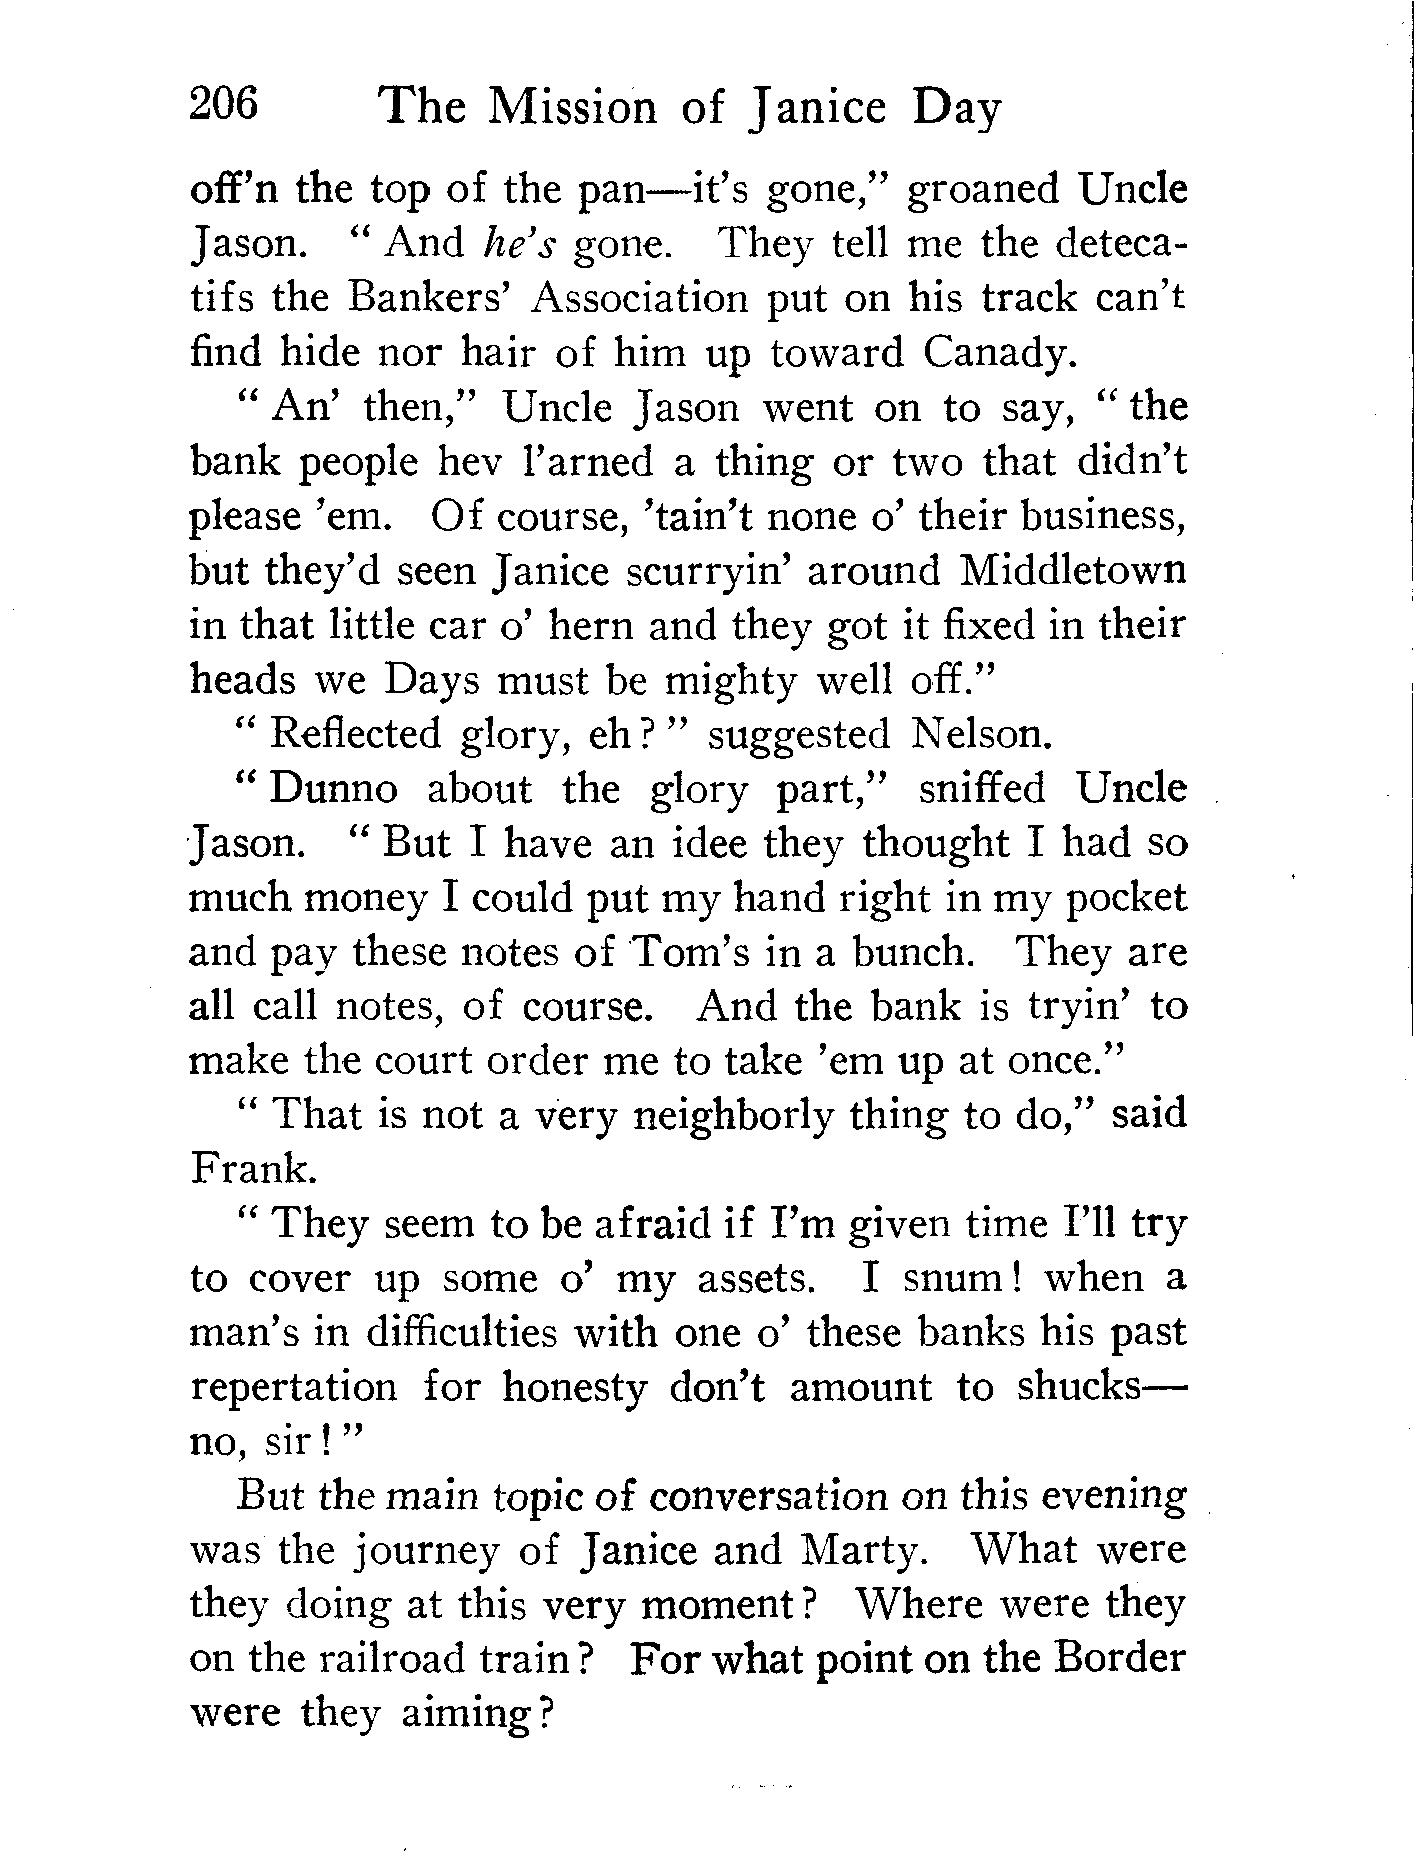 206 The Mission of Janice Day
off'n the top of the pan—it's gone,” groaned Uncle
Jason. “ And he's gone. They tell me the deteca-
tifs the Bankers' Association put on his track can't
find hide nor hair of him up toward Canady.
“ An' then,” Uncle Jason went on to say, “ the
bank people hev l'arned a thing or two that didn't
please 'em. Of course, 'tain't none o' their business,
but they'd seen Janice scurryin' around Middletown
in that little car o' hern and they got it fixed in their
heads we Days must be mighty well off.”
“ Reflected glory, eh? ” suggested Nelson.
“ Dunno about the glory part,” sniffed Uncle
Jason. “ But I have an idee they thought I had so
much money I could put my hand right in my pocket
and pay these notes of Tom's in a bunch. They are
all call notes, of course. And the bank is tryin' to
make the court order me to take 'em up at once.”
“ That is not a very neighborly thing to do,” said
Frank.
“ They seem to be afraid if I'm given time I'll try
to cover up some o' my assets. I snum! when a
man's in difficulties with one o' these banks his past
repertation for honesty don't amount to shucks—
no, sir! ”
But the main topic of conversation on this evening
was the journey of Janice and Marty. What were
they doing at this very moment? Where were they
on the railroad train? For what point on the Border
were they aiming?